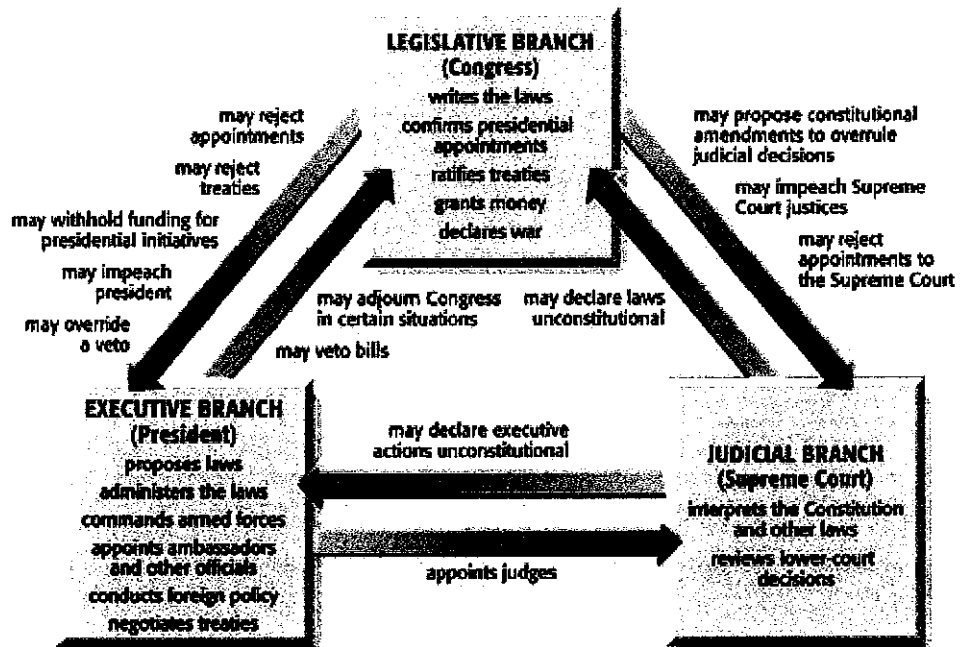 LEGISLATIVE BRANCH
(Congress)
writes the laws
confirms presidential
appointments
ratifies treaties
grants money
declares war
may reject
appointments
may reject
treaties
may withhold funding for
presidential initiatives
may impeach
president
may override
a veto
may propose constitutional
amendments to overrule
judicial decisions
may impeach Supreme
Court justices
may reject
appointments to
the Supreme Court
may adjourn Congress
in certain situations
may veto bills
may declare laws
unconstitutional
EXECUTIVE BRANCH
(President)
proposes laws
administers the laws
commands armed forces
appoints ambassadors
and other officials
conducts foreign policy
negotiates treaties
may declare executive
actions unconstitutional
appoints judges
JUDICIAL BRANCH
(Supreme Court)
interprets the Constitution
and other laws
reviews lower-court
decisions